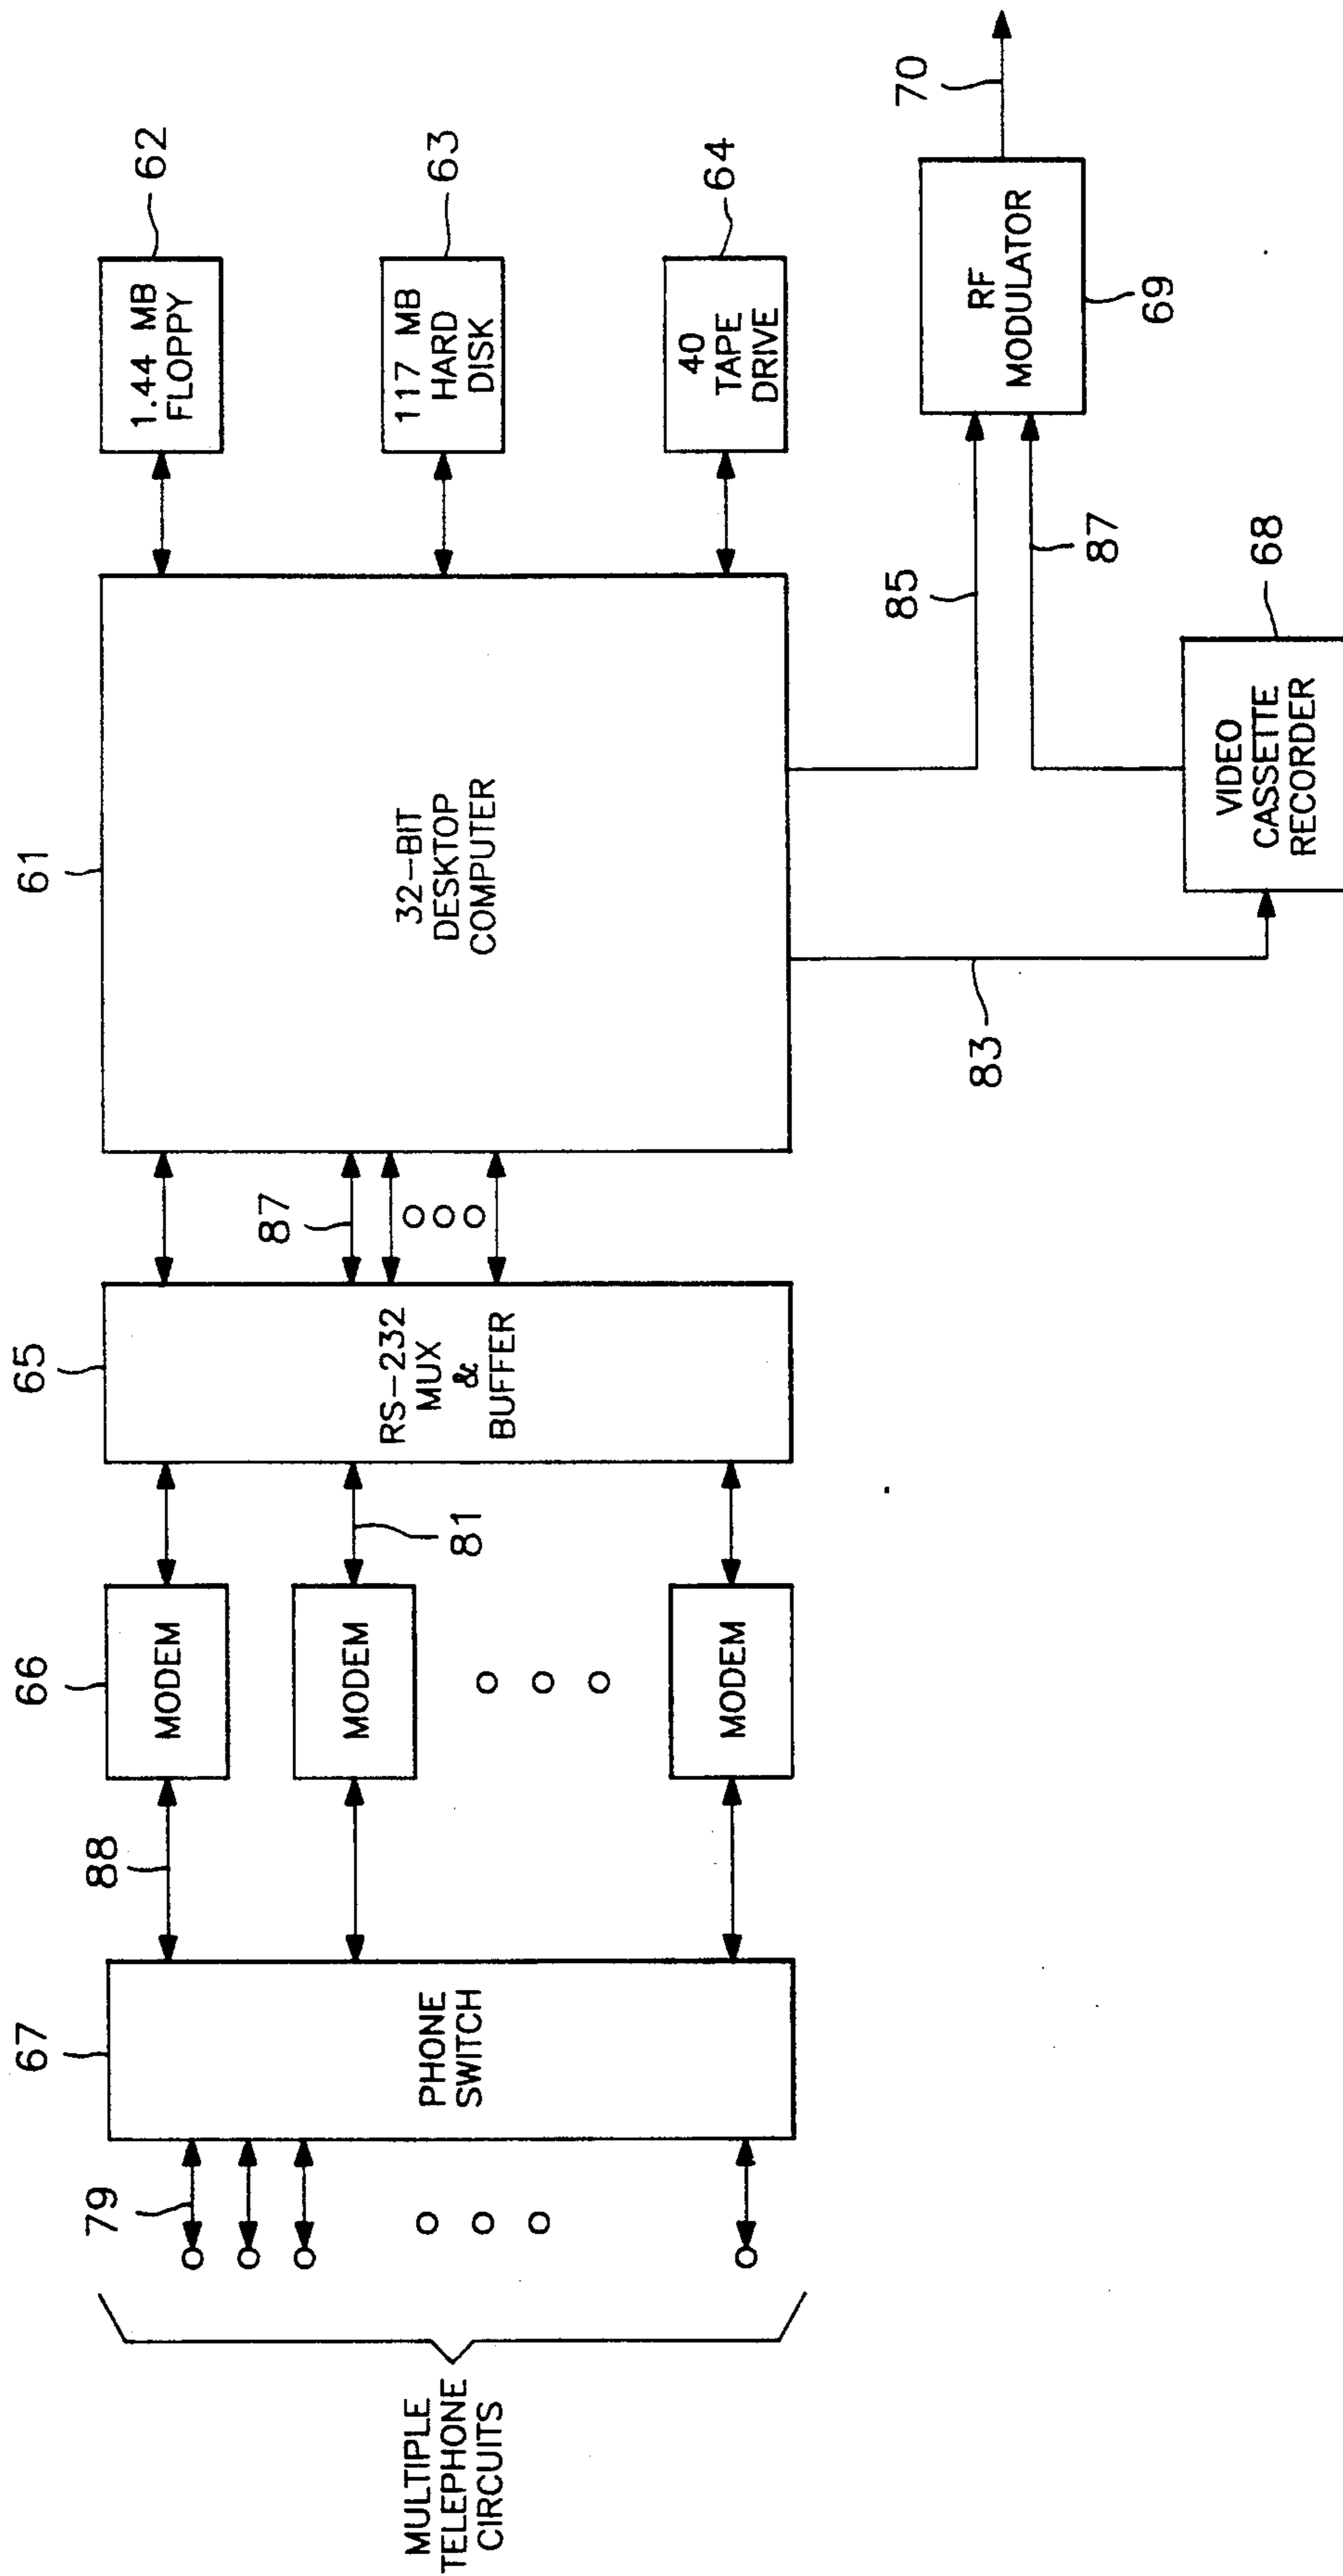 61
32-BIT
DESKTOP
COMPUTER
62
1.44 MB
FLOPPY
63
117 MB
HARD
DISK
64
40
TAPE
DRIVE
65
RS-232
MUX
&
BUFFER
87
66
MODEM
MODEM
MODEM
81
88
67
PHONE
SWITCH
79
MULTIPLE
TELEPHONE
CIRCUITS
70
RF
MODULATOR
69
85
87
68
VIDEO
CASSETTE
RECORDER
83